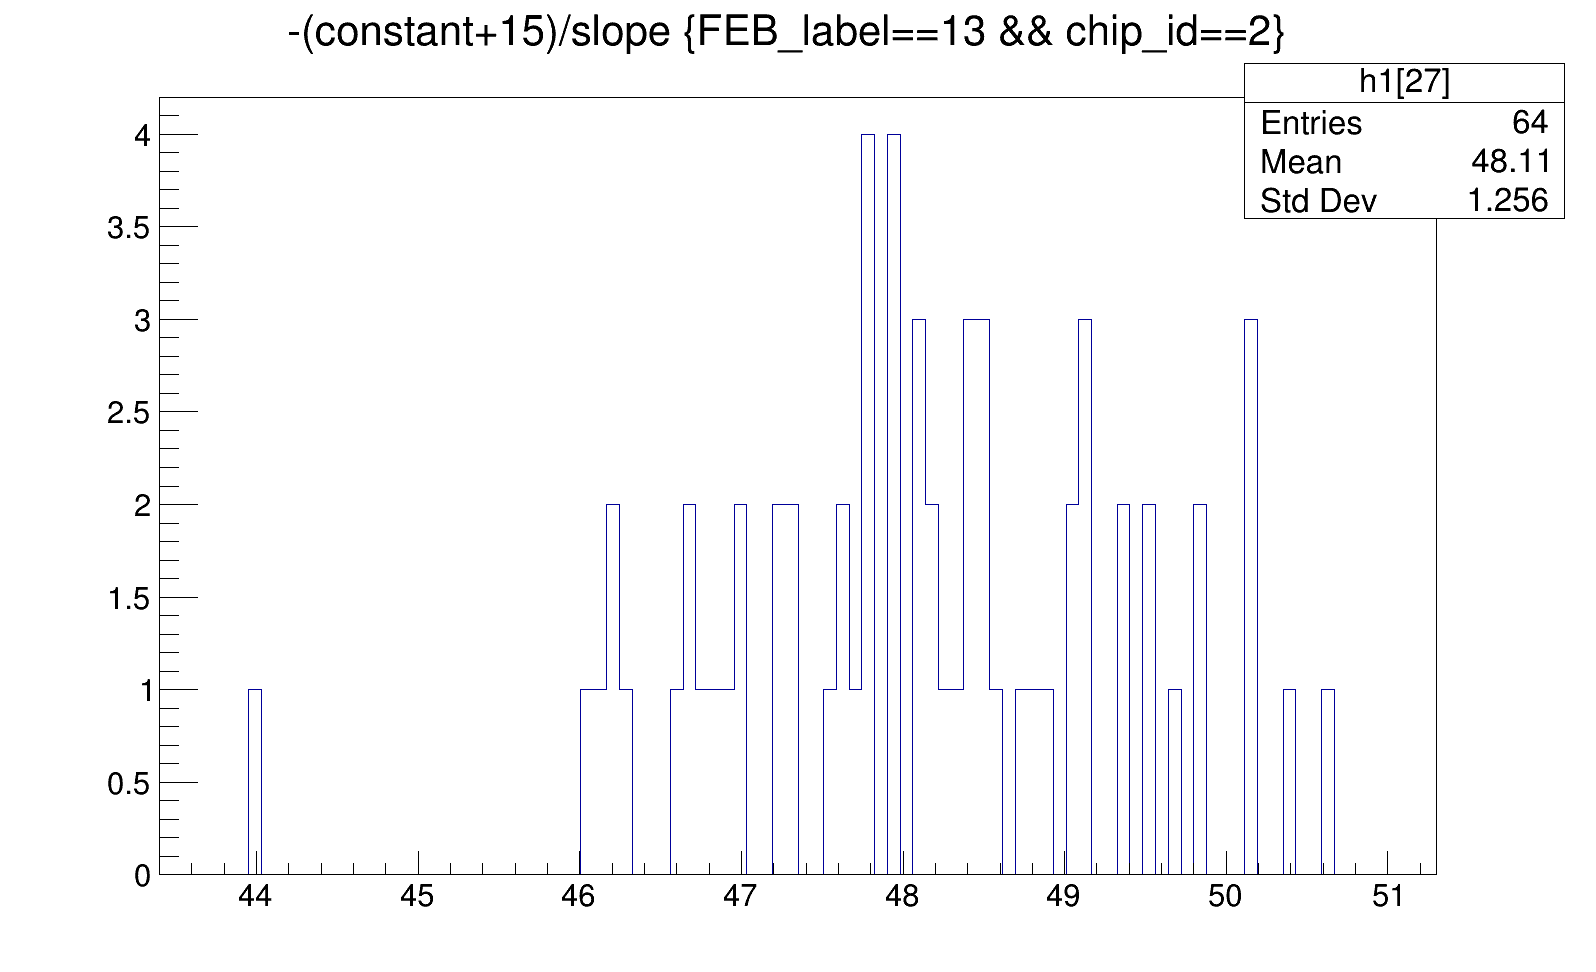 -(constant+15)/slope {FEB_label==13 && chip_id==2}
h1[27]
Entries 64
Mean 48.11
Std Dev 1.256
4
3.5
3
2.5
2
1.5
1
0.5
0
44 45 46 47 48 49 50 51